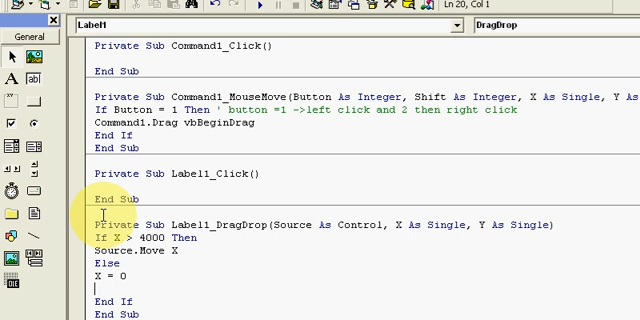 Ln 20, Col 1
Label1
DragDrop
General
Private Sub Command1_Click()
End Sub
Private Sub Command1_MouseMove(Button As Integer, Shift As Integer, X As Single, Y As
If Button = 1 Then ' button =1 ->left click and 2 then right click
Command1.Drag vbBeginDrag
End If
End Sub
Private Sub Label1_Click()
End Sub
Private Sub Label1_DragDrop(Source As Control, X As Single, Y As Single)
If X > 4000 Then
Source.Move X
Else
X = 0
End If
End Sub
A
ab
XY
OLE